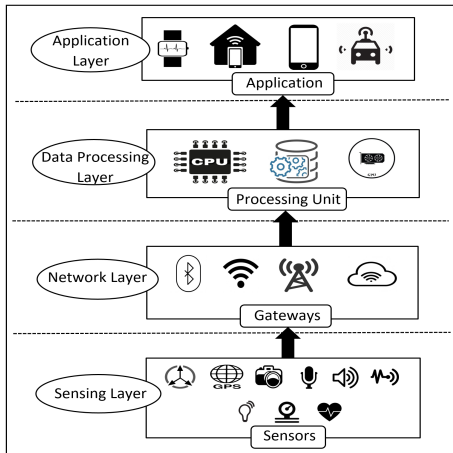 Application
Layer
Application
Data Processing
Layer
CPU
GPU
Processing Unit
Network Layer
Gateways
Sensing Layer
GPS
Sensors